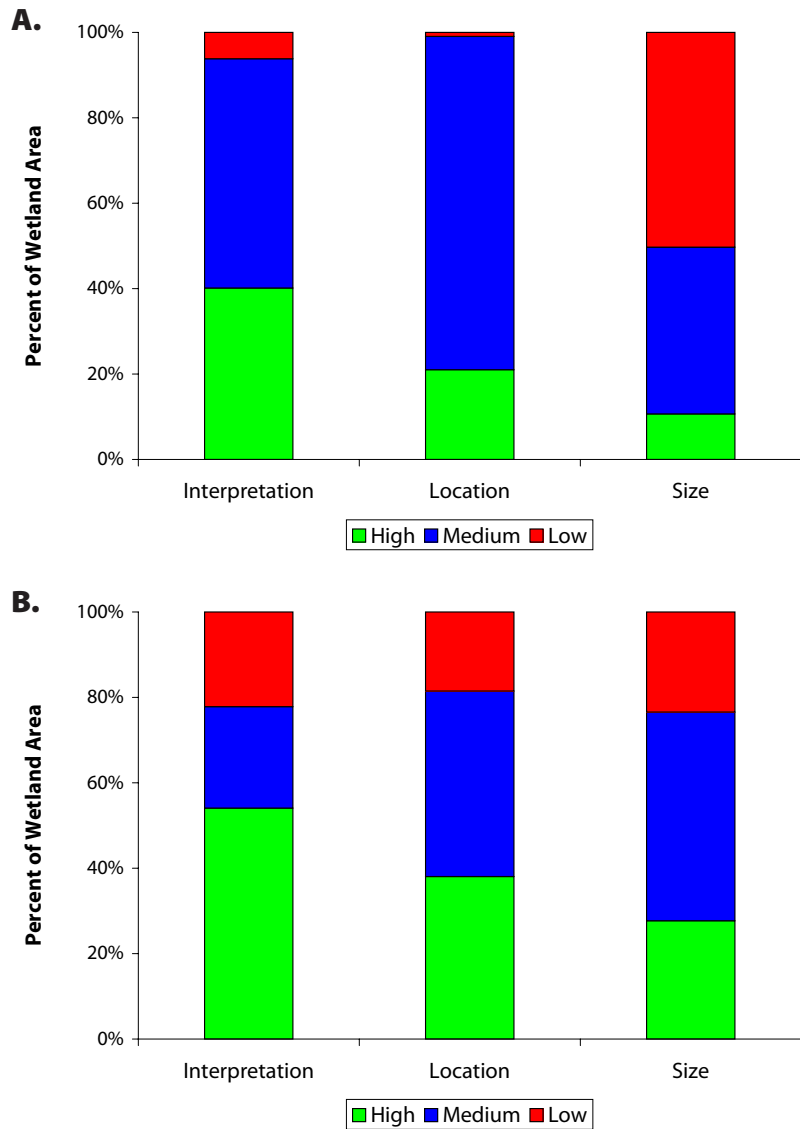 A.
Percent of Wetland Area
100%
80%
60%
40%
20%
0%
Interpretation Location Size
High Medium Low
B.
Percent of Wetland Area
100%
80%
60%
40%
20%
0%
Interpretation Location Size
High Medium Low